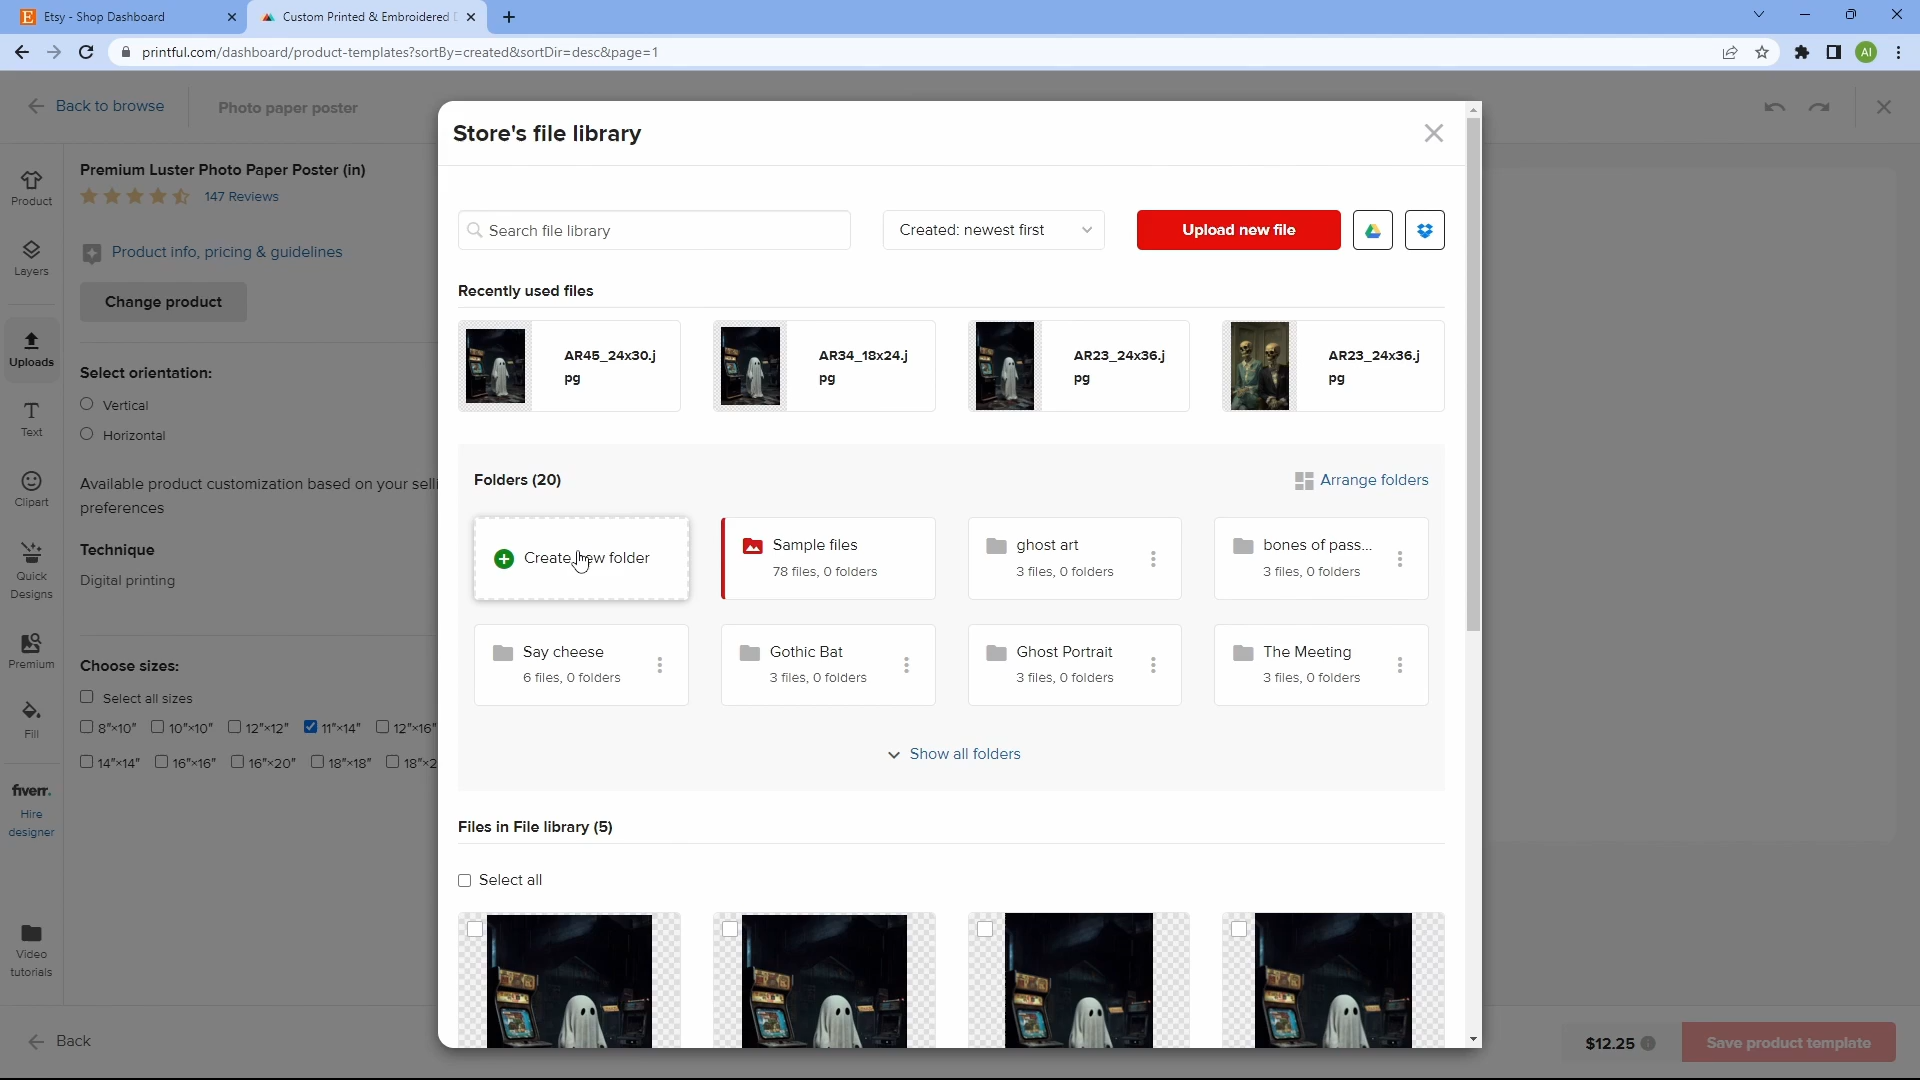 Etsy - Shop Dashboard
Custom Printed & Embroidered
printful.com/dashboard/product-templates?sortBy=created&sortDir=desc&page=1
AI
Back to browse
Photo paper poster
Store's file library
Premium Luster Photo Paper Poster (in)
147 Reviews
Product
Product info, pricing & guidelines
Layers
Change product
Search file library
Created: newest first
Upload new file
Recently used files
AR45_24x30.j
pg
AR34_18x24.j
pg
AR23_24x36.j
pg
AR23_24x36.j
pg
Uploads
Select orientation:
Vertical
Horizontal
Text
Available product customization based on your selli
preferences
Clipart
Technique
Digital printing
Quick
Designs
Folders (20)
Arrange folders
Create new folder
Sample files
78 files, 0 folders
ghost art
3 files, 0 folders
bones of pass...
3 files, 0 folders
Say cheese
6 files, 0 folders
Gothic Bat
3 files, 0 folders
Ghost Portrait
3 files, 0 folders
The Meeting
3 files, 0 folders
Show all folders
Premium
Choose sizes:
Select all sizes
8″×10″ 10″×10″ 12″×12″ 11″×14″ 12″×16″
14″×14″ 16″×16″ 16″×20″ 18″×18″ 18″×2
Fill
fiverr.
Hire
designer
Files in File library (5)
Select all
Video
tutorials
Back
$12.25
Save product template